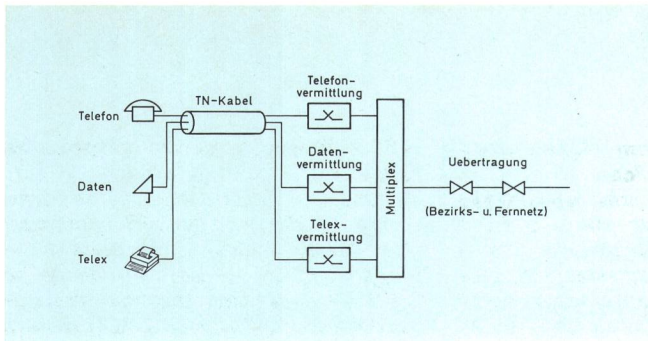 Telefon-
vermittlung
TN-Kabel
Telefon
Daten-
vermittlung
Daten
Multiplex
Uebertragung
(Bezirks- u. Fernnetz)
Telex-
vermittlung
Telex